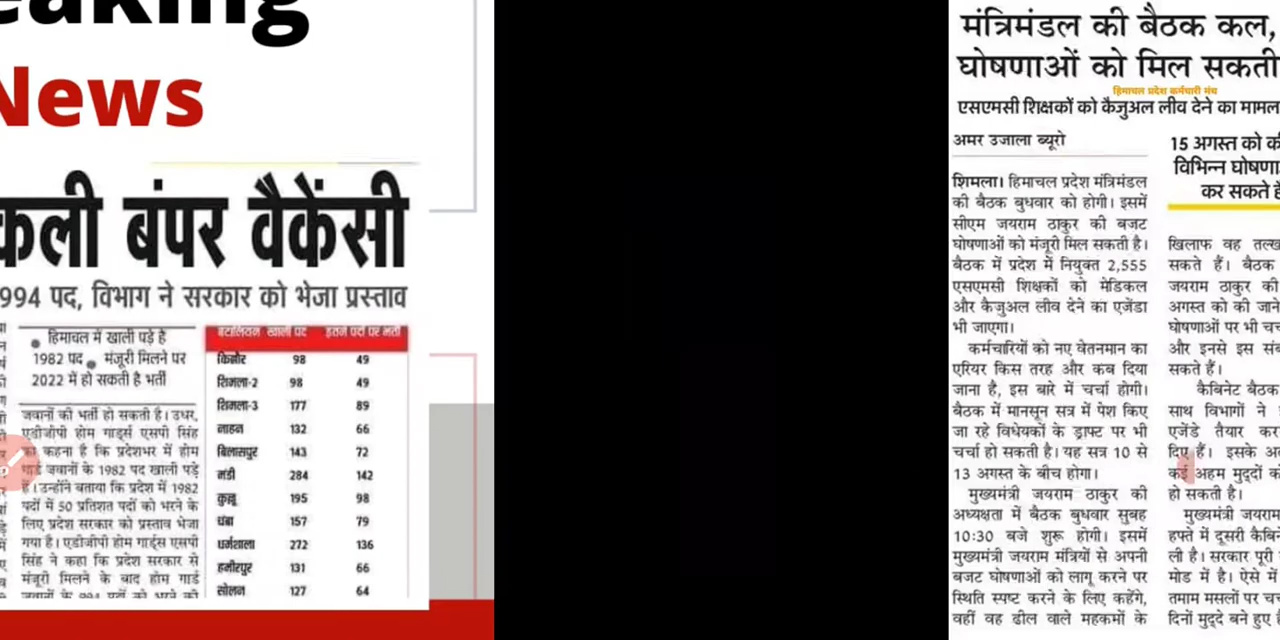 eaking
News
कली बंपर वैकेंसी
994 पद, विभाग ने सरकार को भेजा प्रस्ताव
हिमाचल में खाली पड़े है
1982 पद मंजूरी मिलने पर
2022 में हो सकती है भर्ती
जवानों की भर्ती हो सकती है। उधर,
एडीजीपी होम गार्ड्स एसपी सिंह
का कहना है कि प्रदेशभर में होम
गार्ड जवानों के 1982 पद खाली पड़े
हैं। उन्होंने बताया कि प्रदेश में 1982
पदों में 50 प्रतिशत पदों को भरने के
लिए प्रदेश सरकार को प्रस्ताव भेजा
गया है। एडीजीपी होम गार्ड्स एसपी
सिंह ने कहा कि प्रदेश सरकार से
मंजूरी मिलने के बाद होम गार्ड
जवानों के 994 पदों को भरने की
बटालियन खाली पद इतने पदों पर भर्ती
किन्नौर 98 49
शिमला-2 98 49
शिमला-3 177 89
नाहन 132 66
बिलासपुर 143 72
मंडी 284 142
कुल्लू 195 98
चंबा 157 79
धर्मशाला 272 136
हमीरपुर 131 66
सोलन 127 64
मंत्रिमंडल की बैठक कल,
घोषणाओं को मिल सकती
हिमाचल प्रदेश कर्मचारी मंच
एसएमसी शिक्षकों को कैजुअल लीव देने का मामल
अमर उजाला ब्यूरो
शिमला। हिमाचल प्रदेश मंत्रिमंडल
की बैठक बुधवार को होगी। इसमें
सीएम जयराम ठाकुर की बजट
घोषणाओं को मंजूरी मिल सकती है।
बैठक में प्रदेश में नियुक्त 2,555
एसएमसी शिक्षकों को मेडिकल
और कैजुअल लीव देने का एजेंडा
भी जाएगा।
कर्मचारियों को नए वेतनमान का
एरियर किस तरह और कब दिया
जाना है, इस बारे में चर्चा होगी।
बैठक में मानसून सत्र में पेश किए
जा रहे विधेयकों के ड्राफ्ट पर भी
चर्चा हो सकती है। यह सत्र 10 से
13 अगस्त के बीच होगा।
मुख्यमंत्री जयराम ठाकुर की
अध्यक्षता में बैठक बुधवार सुबह
10:30 बजे शुरू होगी। इसमें
मुख्यमंत्री जयराम मंत्रियों से अपनी
बजट घोषणाओं को लागू करने पर
स्थिति स्पष्ट करने के लिए कहेंगे,
वहीं वह ढील वाले महकमों के
15 अगस्त को की
विभिन्न घोषणा
कर सकते है
खिलाफ वह तल्ख
सकते हैं। बैठक
जयराम ठाकुर की
अगस्त को की जाने
घोषणाओं पर भी चच
और इनसे इस संब
सकते हैं।
कैबिनेट बैठक
साथ विभागों ने
एजेंडे तैयार कर
दिए हैं। इसके अ
कई अहम मुद्दों को
हो सकती है।
मुख्यमंत्री जयराम
हफ्ते में दूसरी कैबिन
ली है। सरकार पूरी
मोड में है। ऐसे में
तमाम मसलों पर चच
दिनों मुद्दे बने हुए है